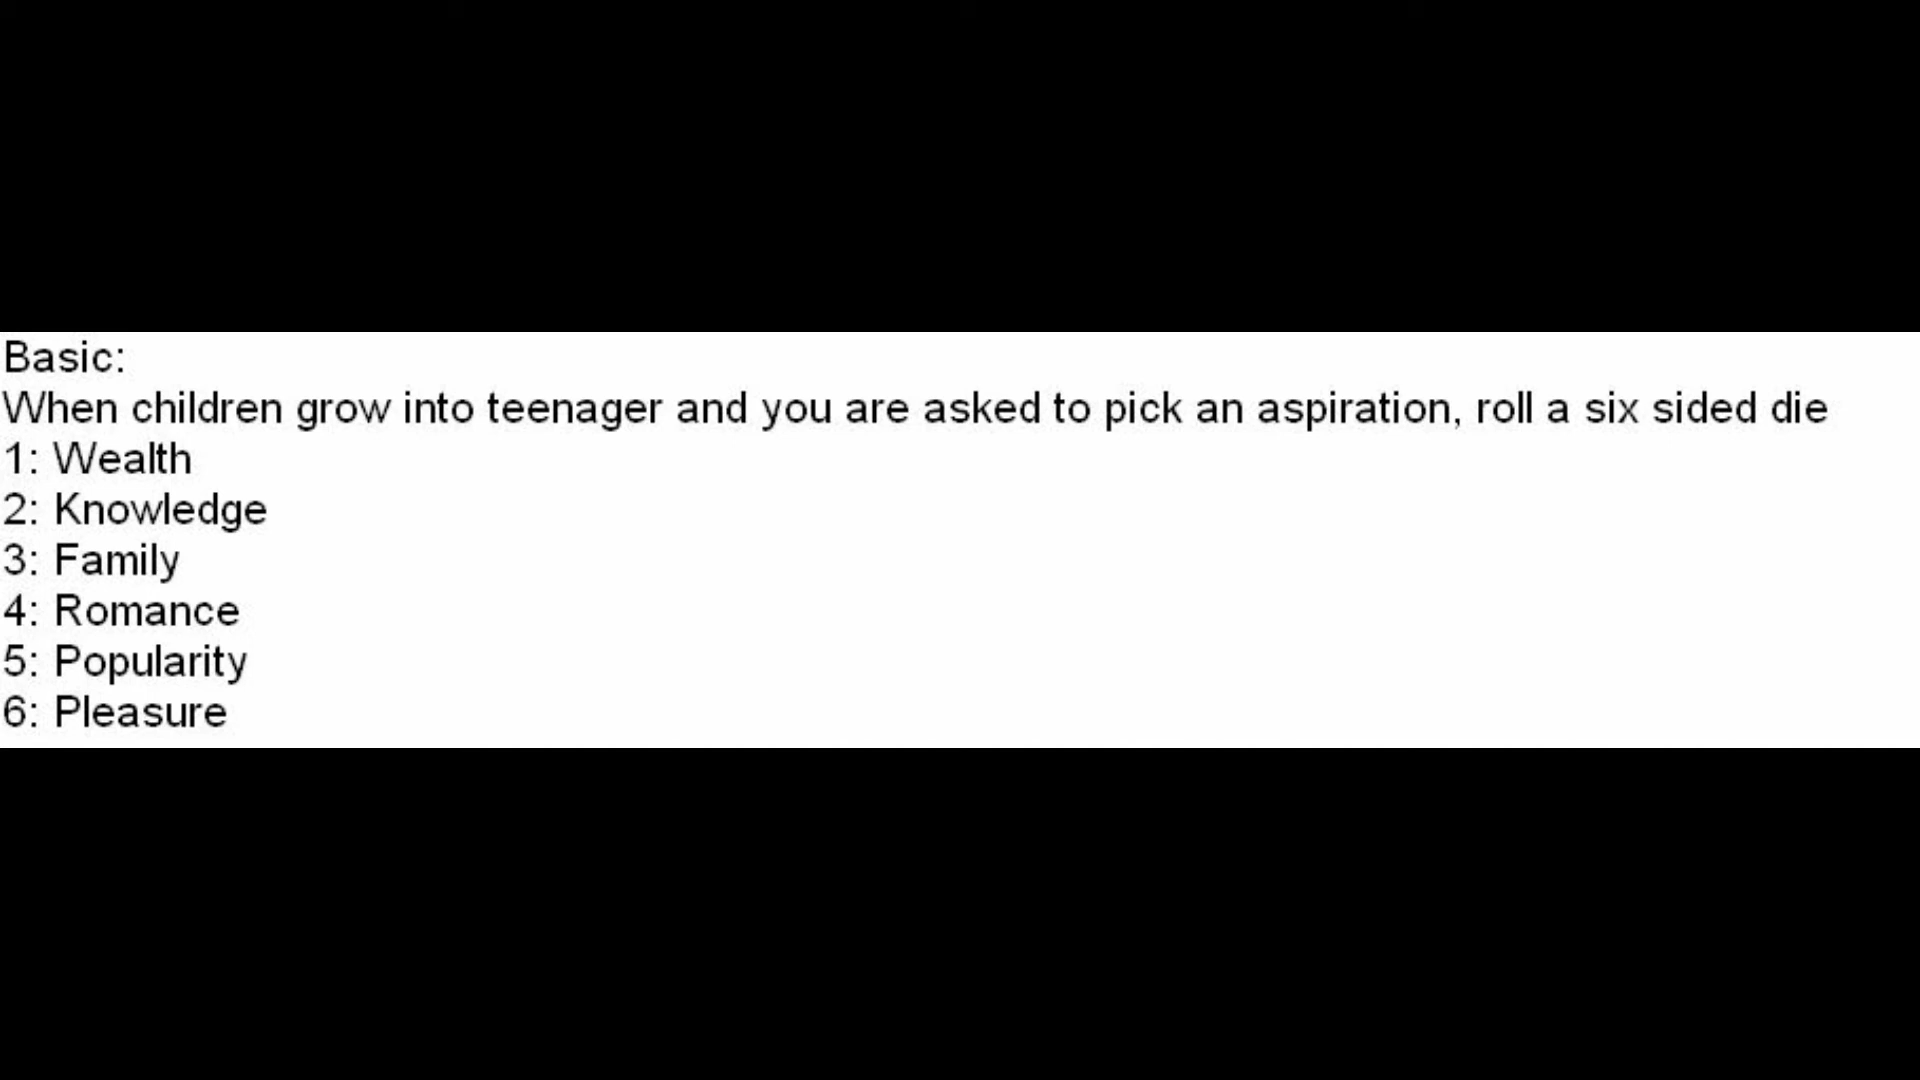 Basic:
When children grow into teenager and you are asked to pick an aspiration, roll a six sided die
1: Wealth
2: Knowledge
3: Family
4: Romance
5: Popularity
6: Pleasure